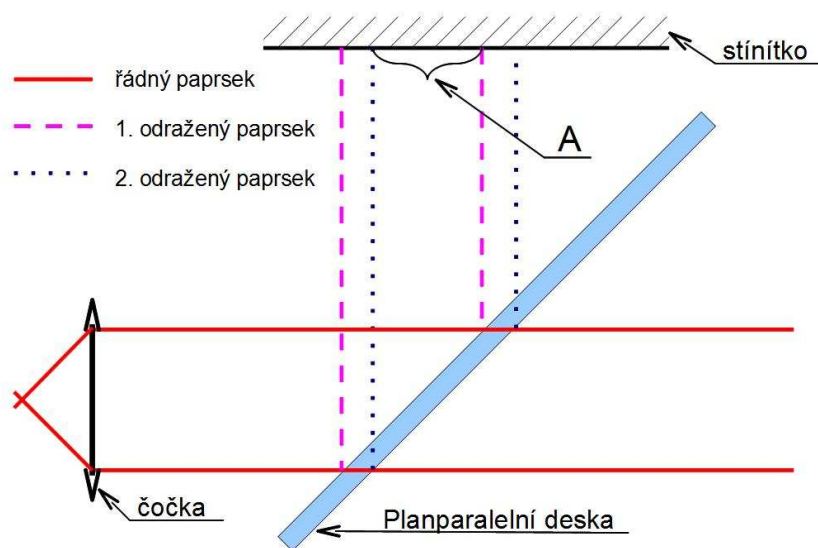 stínítko
řádný paprsek
1. odražený paprsek
A
2. odražený paprsek
čočka
Planparalelní deska